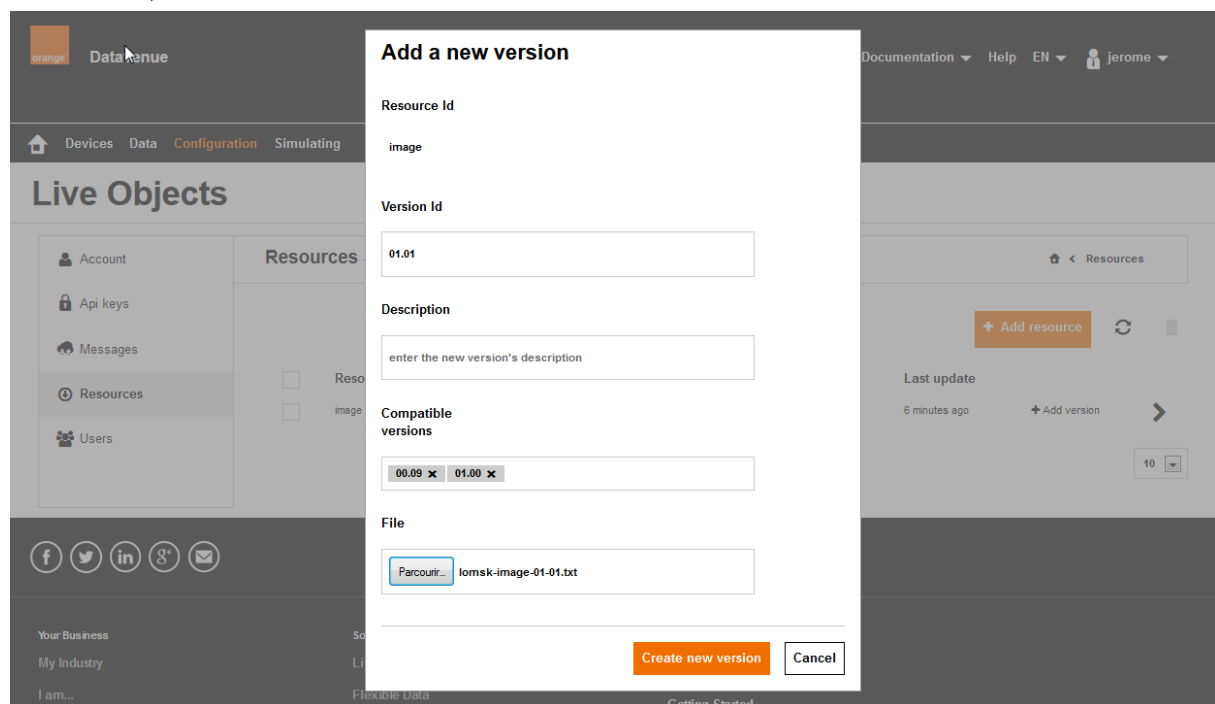 orange
Datavenue
Documentation
Help
EN
jerome
Devices
Data
Configuration
Simulating
Live Objects
Account
Api keys
Messages
Resources
Users
Resources
Resources
+ Add resource
Reso
Last update
image
6 minutes ago
+ Add version
10
Add a new version
Resource Id
image
Version Id
01.01
Description
enter the new version's description
Compatible
versions
00.09 × 01.00 ×
File
Parcourir... lomsk-image-01-01.txt
Create new version
Cancel
Your Business
So
My Industry
Li
I am...
Flexible Data
Getting Started